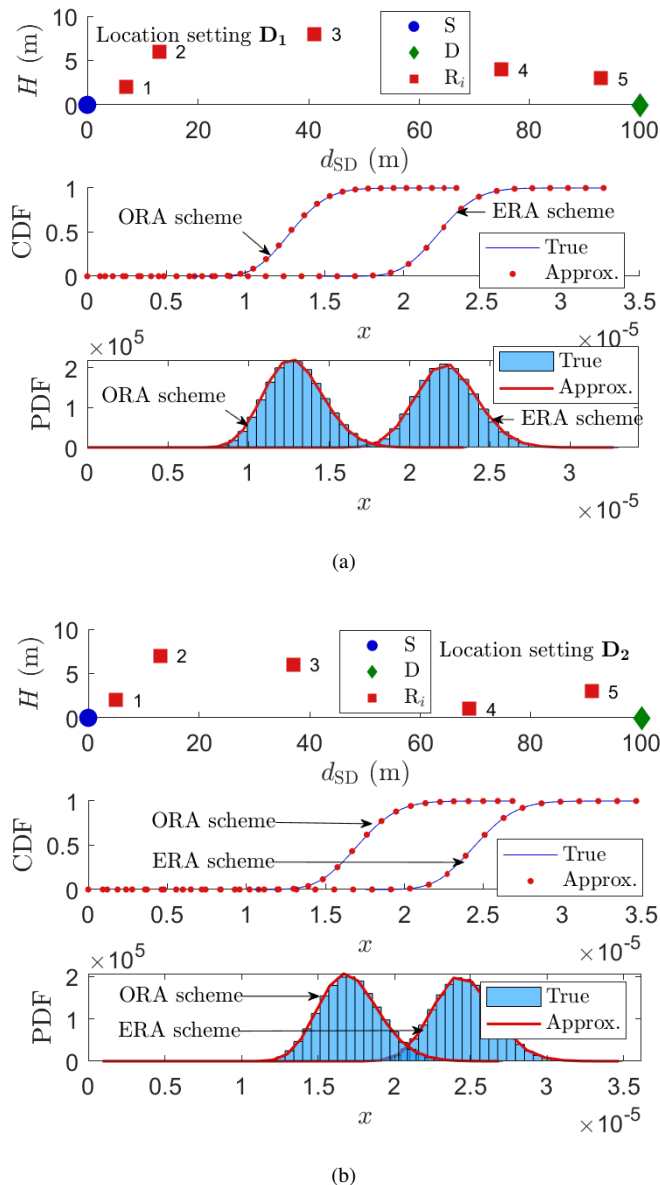 10
5
0
H (m)
Location setting D₁
1
2
3
4
5
S
D
Rᵢ
0 20 40 60 80 100
d_SD (m)
1
0.5
0
CDF
ORA scheme
ERA scheme
True
Approx.
0 0.5 1 1.5 2 2.5 3 3.5
x
×10⁻⁵
×10⁵
2
1
0
PDF
ORA scheme
ERA scheme
True
Approx.
0 0.5 1 1.5 2 2.5 3
x
×10⁻⁵
(a)
10
5
0
H (m)
1
2
3
4
5
S
D
Rᵢ
Location setting D₂
0 20 40 60 80 100
d_SD (m)
1
0.5
0
CDF
ORA scheme
ERA scheme
True
Approx.
0 0.5 1 1.5 2 2.5 3 3.5
x
×10⁻⁵
×10⁵
2
1
0
PDF
ORA scheme
ERA scheme
True
Approx.
0 0.5 1 1.5 2 2.5 3 3.5
x
×10⁻⁵
(b)